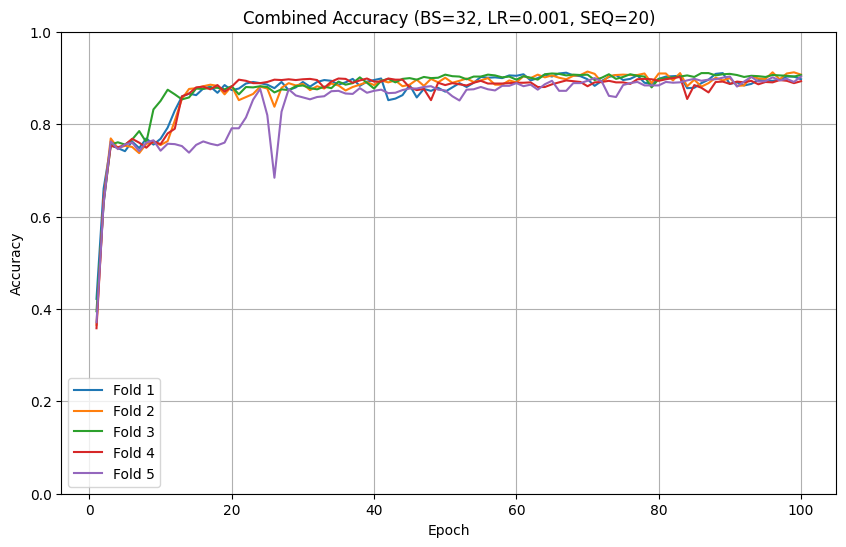 Combined Accuracy (BS=32, LR=0.001, SEQ=20)
1.0
0.8
0.6
0.4
0.2
0.0
Accuracy
Fold 1
Fold 2
Fold 3
Fold 4
Fold 5
0 20 40 60 80 100
Epoch